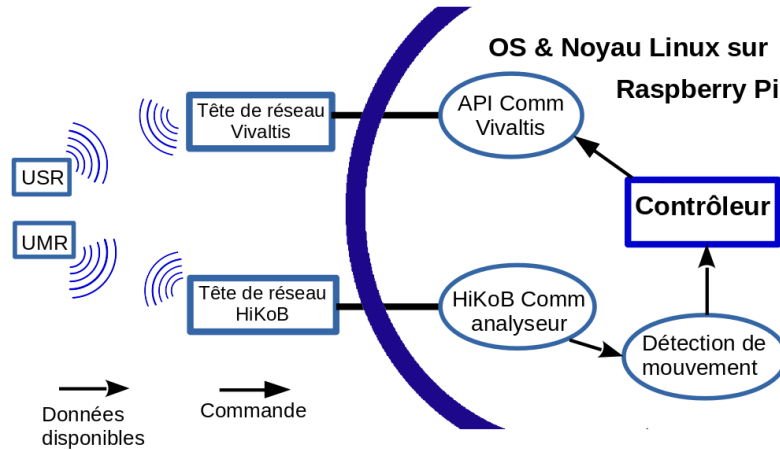 OS & Noyau Linux sur
Raspberry Pi
Tête de réseau
Vivaltis
API Comm
Vivaltis
USR
UMR
Contrôleur
Tête de réseau
HiKoB
HiKoB Comm
analyseur
Détection de
mouvement
Données
disponibles
Commande